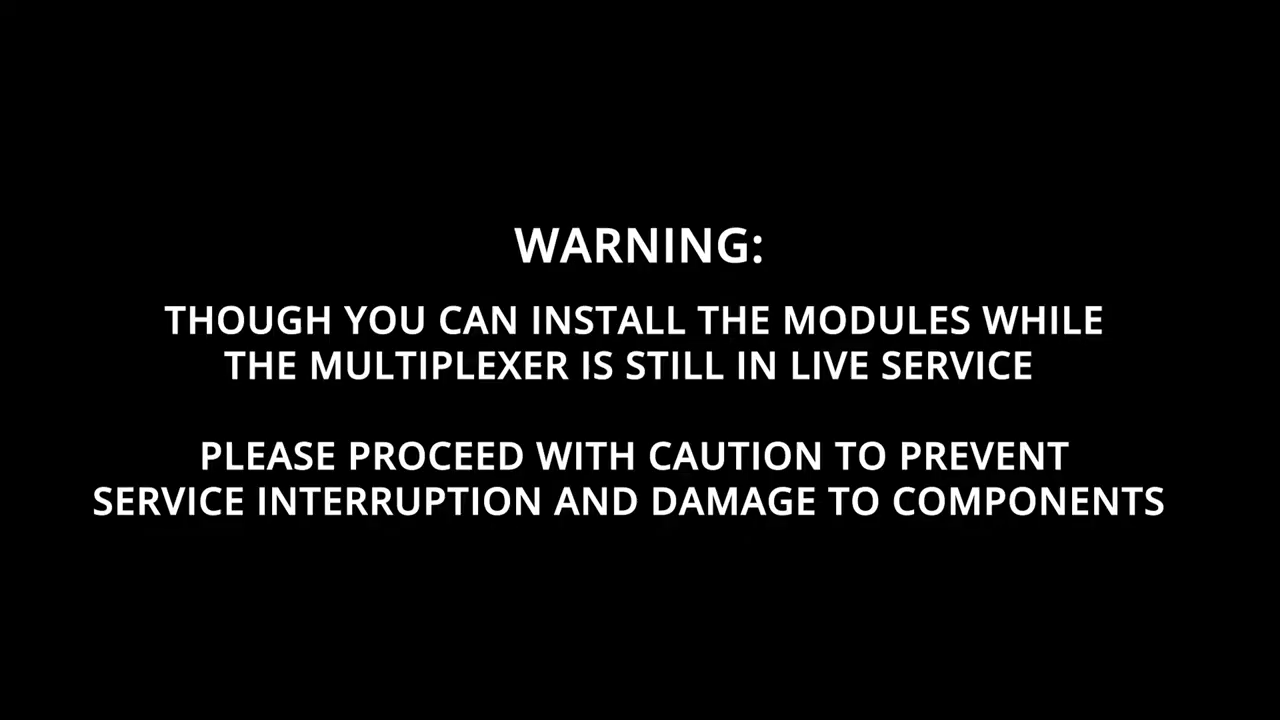 WARNING:
THOUGH YOU CAN INSTALL THE MODULES WHILE
THE MULTIPLEXER IS STILL IN LIVE SERVICE
PLEASE PROCEED WITH CAUTION TO PREVENT
SERVICE INTERRUPTION AND DAMAGE TO COMPONENTS